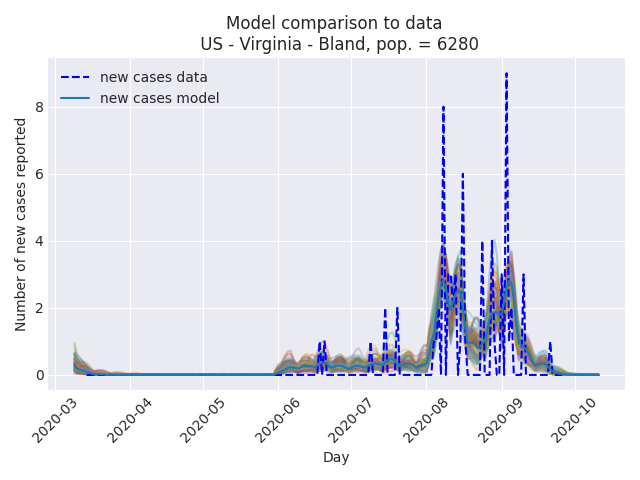 Model comparison to data
US - Virginia - Bland, pop. = 6280
new cases data
new cases model
Number of new cases reported
8
6
4
2
0
2020-03
2020-04
2020-05
2020-06
2020-07
2020-08
2020-09
2020-10
Day